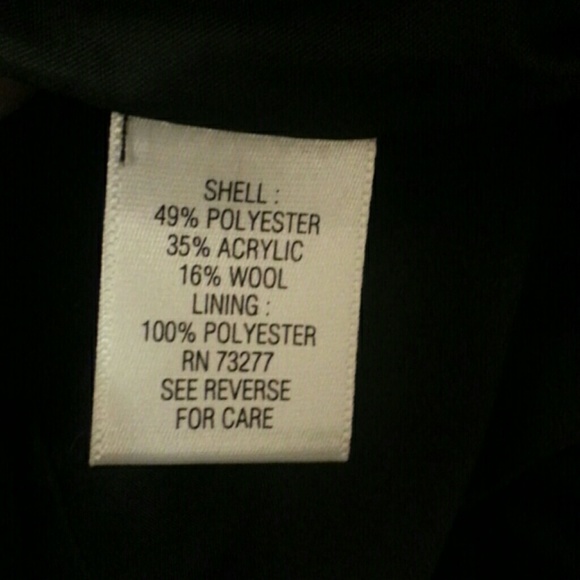 SHELL :
49% POLYESTER
35% ACRYLIC
16% WOOL
LINING :
100% POLYESTER
RN 73277
SEE REVERSE
FOR CARE